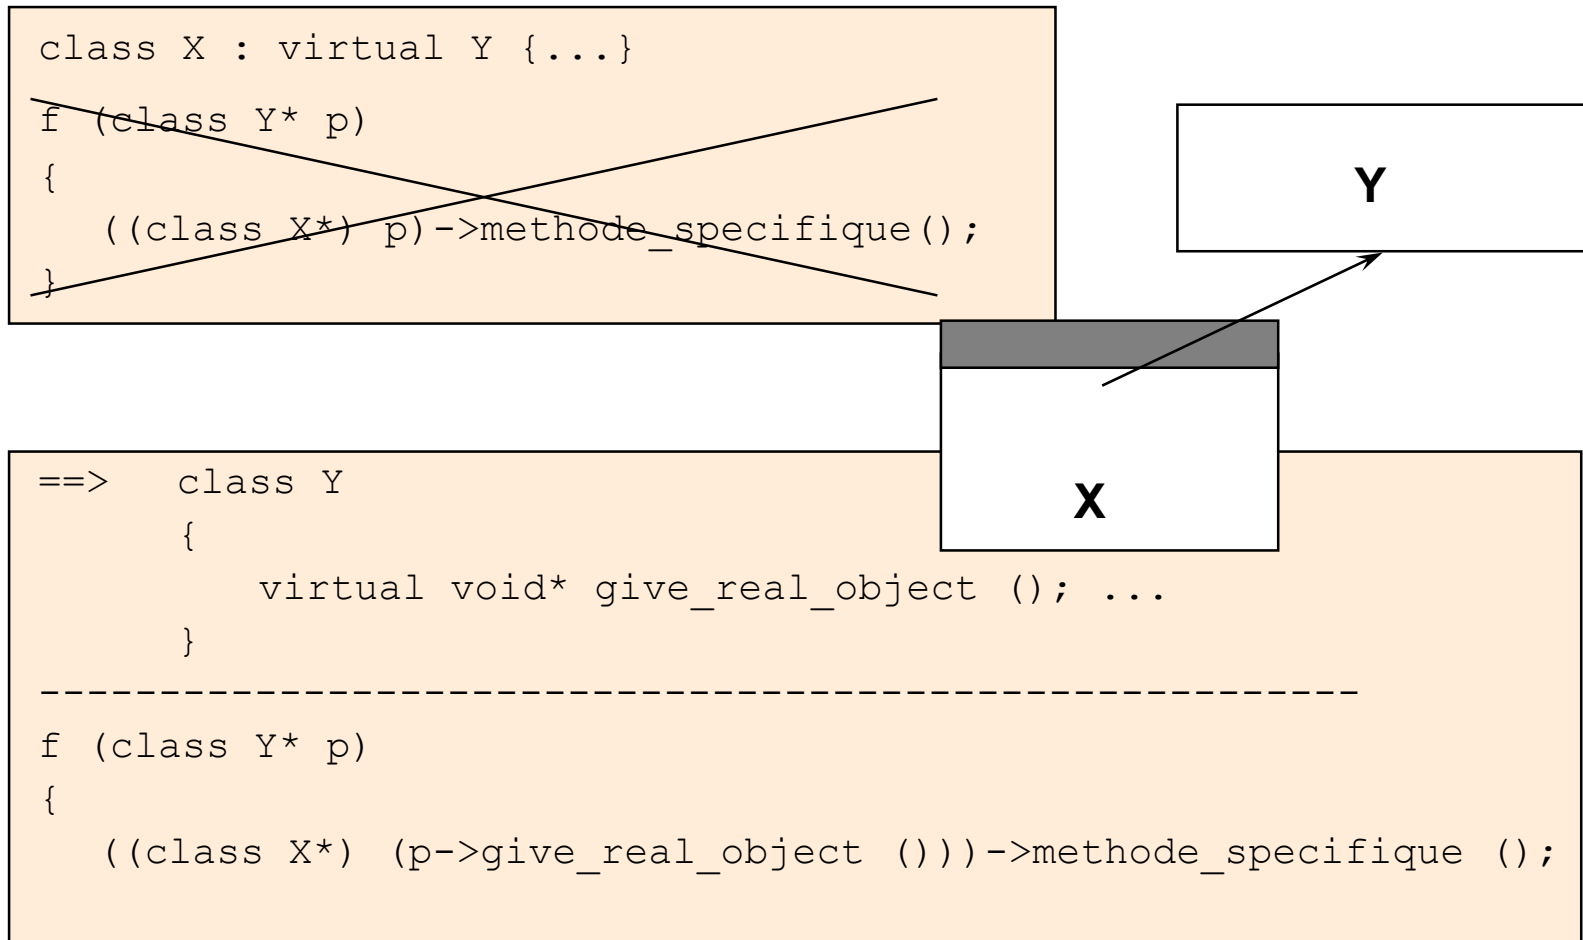 class X : virtual Y {...}
f (class Y* p)
{
((class X*) p)->methode_specifique();
}
Y
X
==> class Y
{
virtual void* give_real_object (); ...
}
-------------------------------------------------------
f (class Y* p)
{
((class X*) (p->give_real_object ()))->methode_specifique ();